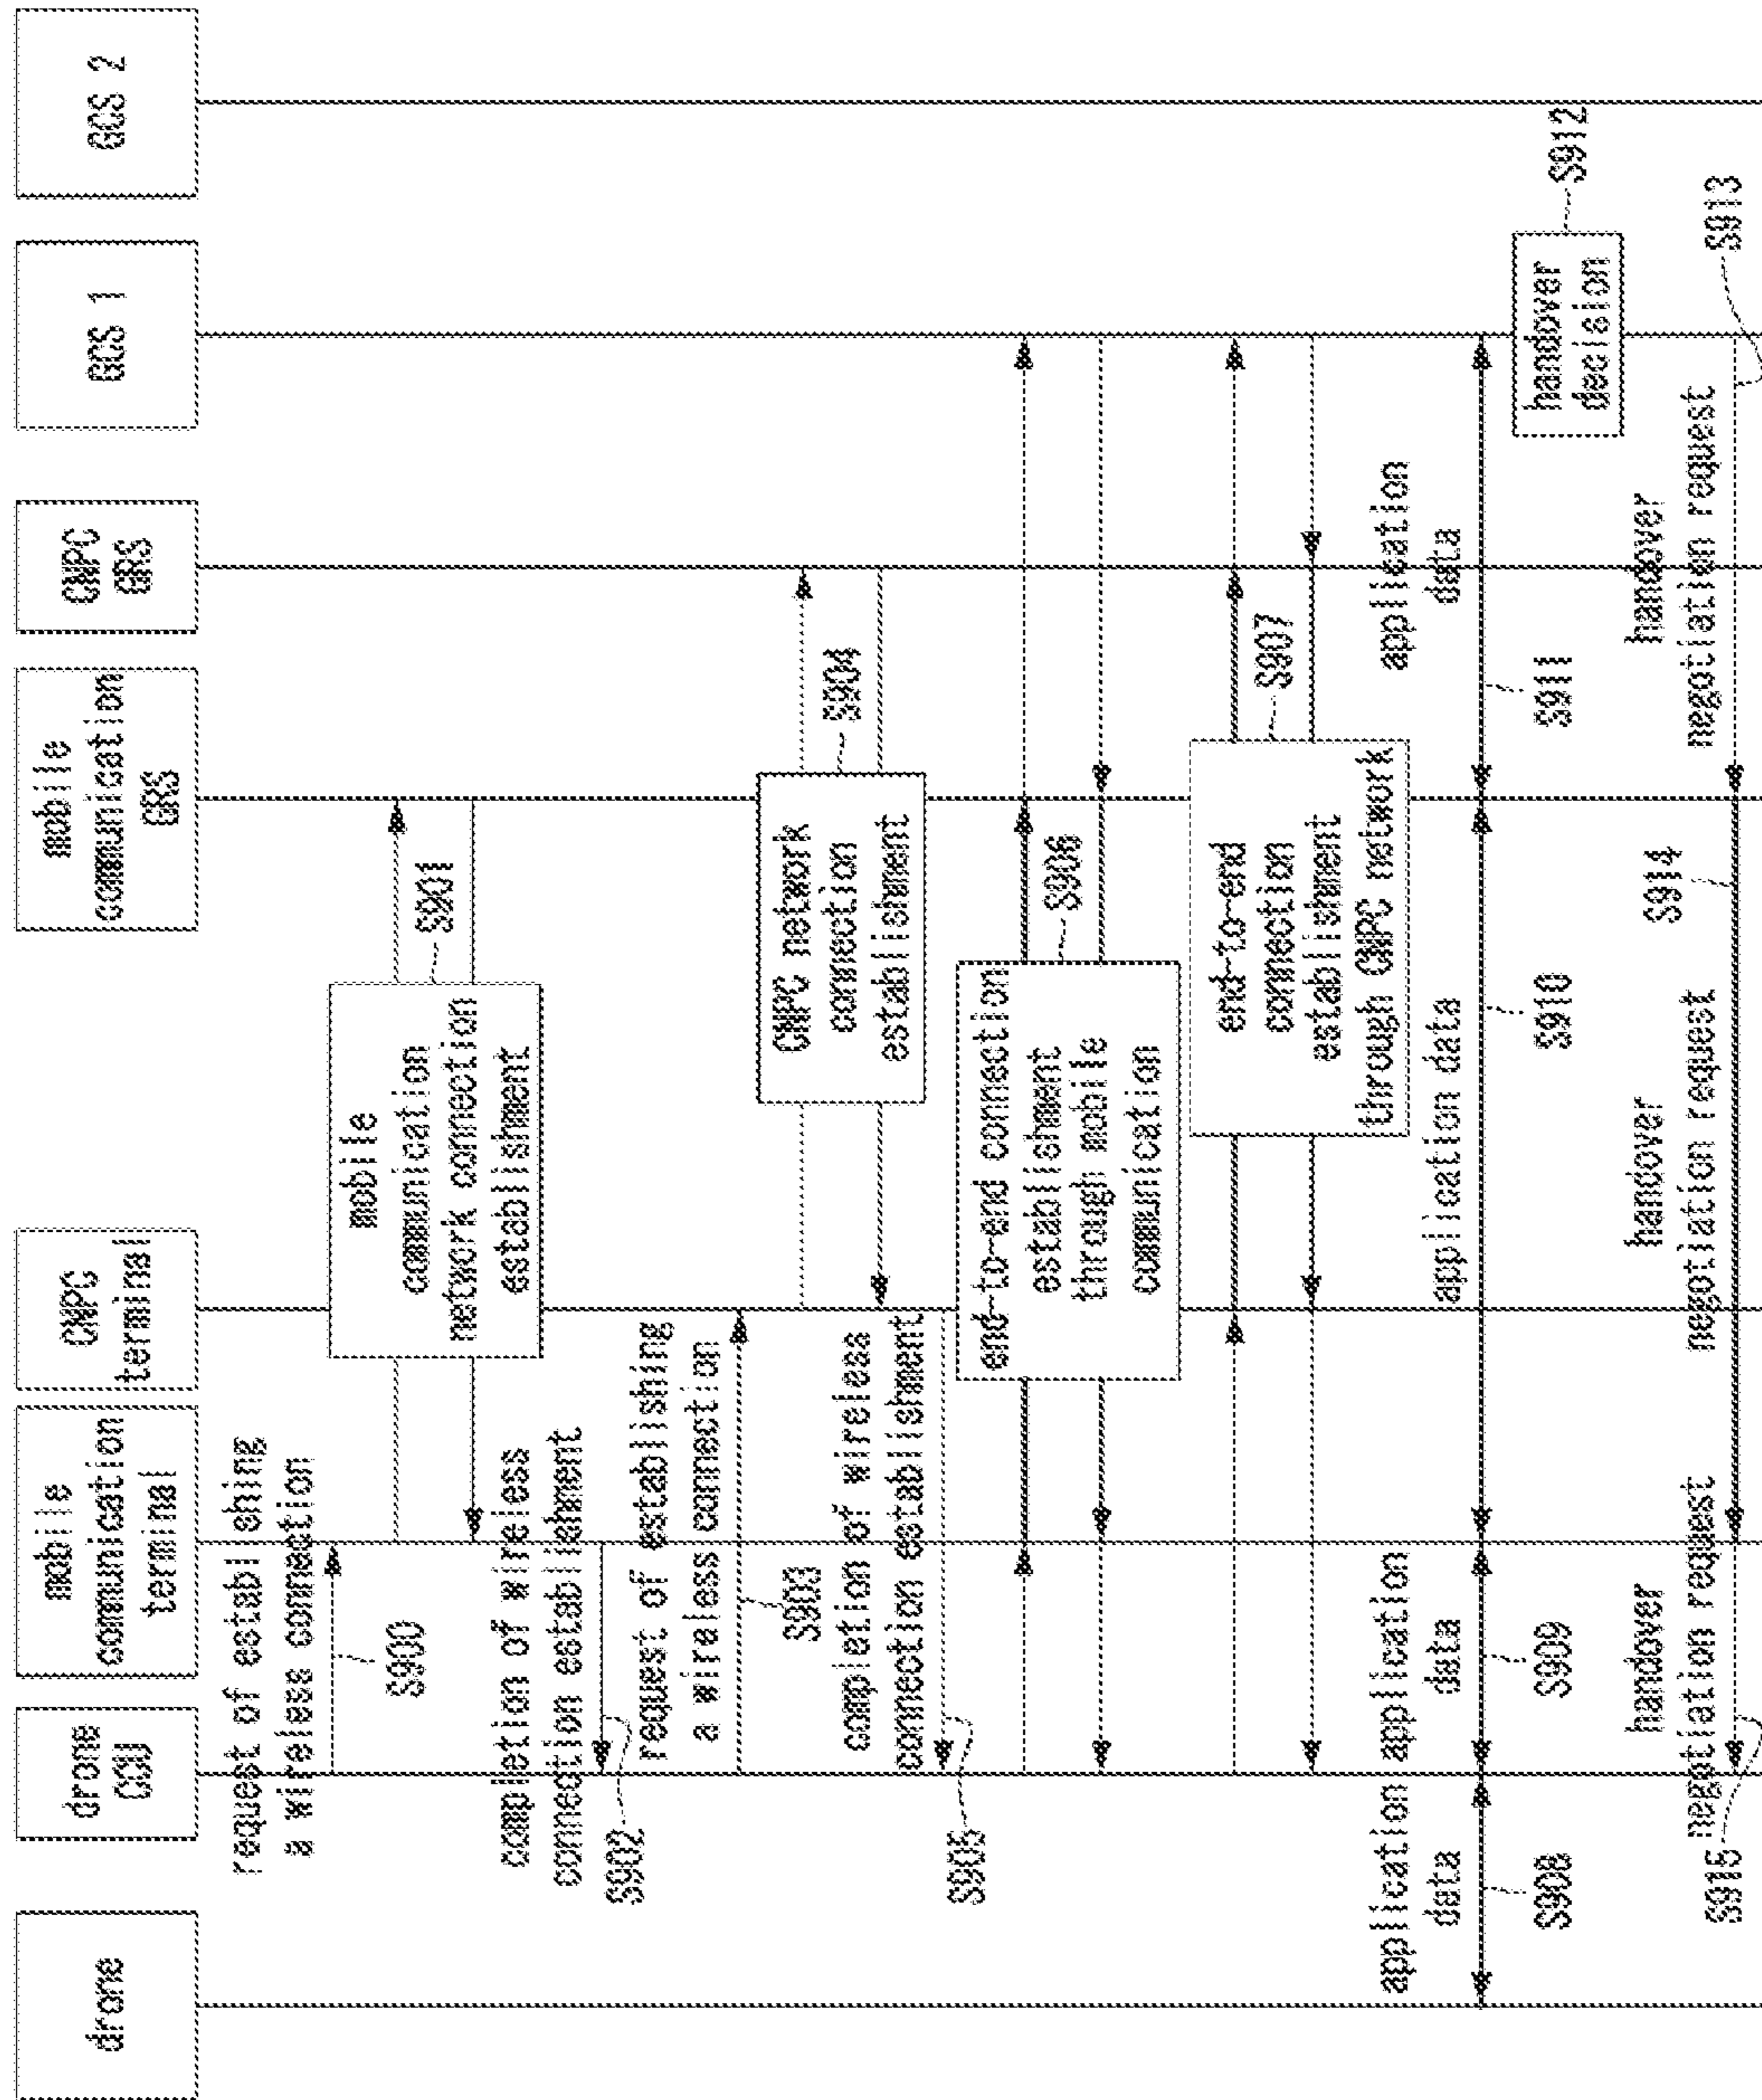 drone
drone
CCU
mobile
communication
terminal
CNPC
terminal
mobile
communication
GRS
CNPC
GRS
GCS 1
GCS 2
request of establishing
a wireless connection
S900
mobile
communication
network connection
establishment
S901
completion of wireless
connection establishment
S902
request of establishing
a wireless connection
S903
CNPC network
connection
establishment
S904
completion of wireless
connection establishment
S905
end-to-end connection
establishment
through mobile
communication
S906
end-to-end
connection
establishment
through CNPC network
S907
application
data
S908
application
data
S909
application data
S910
application
data
S911
handover
decision
S912
handover
negotiation request
S913
handover
negotiation request
S914
handover
negotiation request
S915